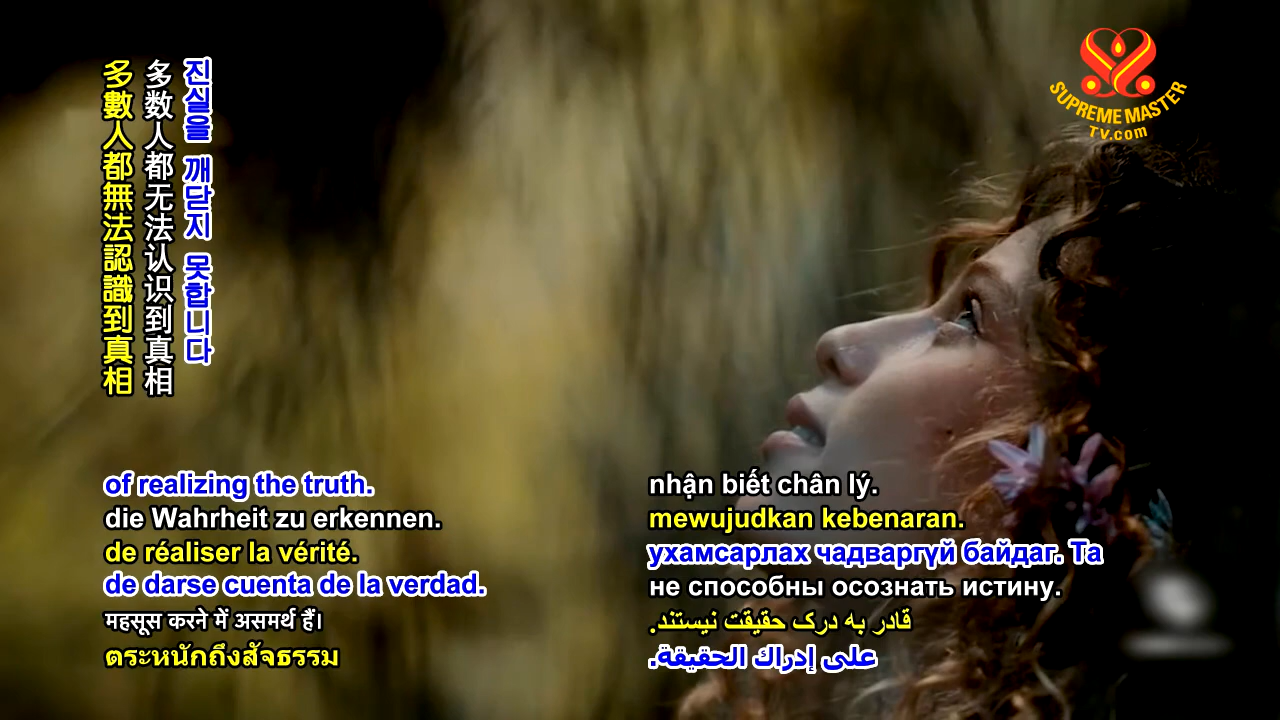 多數人都無法認識到真相
多数人都无法认识到真相
진실을 깨닫지 못합니다
SUPREME MASTER
TV.com
of realizing the truth.
die Wahrheit zu erkennen.
de réaliser la vérité.
de darse cuenta de la verdad.
महसूस करने में असमर्थ हैं।
ตระหนักถึงสัจธรรม
nhận biết chân lý.
mewujudkan kebenaran.
ухамсарлах чадваргүй байдаг. Та
не способны осознать истину.
قادر به درک حقیقت نیستند.
على إدراك الحقيقة.